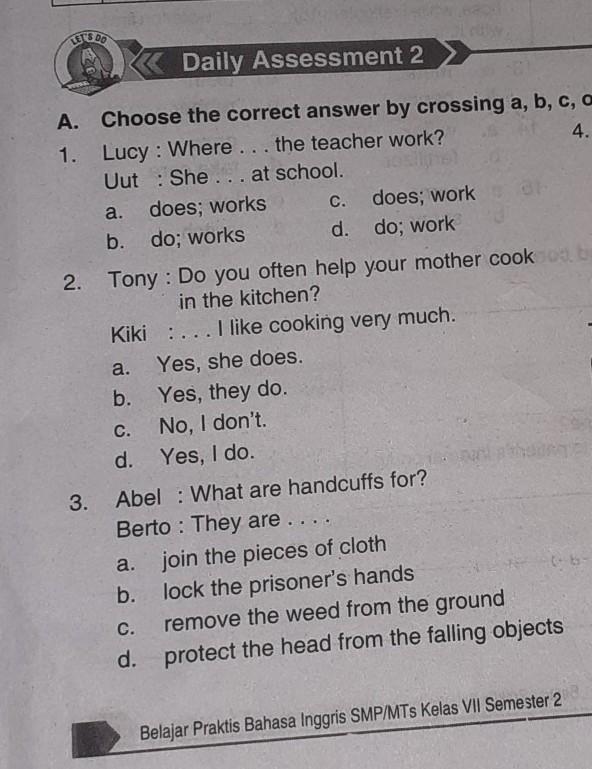 LET'S DO
Daily Assessment 2
A. Choose the correct answer by crossing a, b, c, o
1. Lucy : Where . . . the teacher work?
4.
Uut : She . . . at school.
a. does; works c. does; work
b. do; works d. do; work
2. Tony : Do you often help your mother cook
in the kitchen?
Kiki : . . . I like cooking very much.
a. Yes, she does.
b. Yes, they do.
c. No, I don't.
d. Yes, I do.
3. Abel : What are handcuffs for?
Berto : They are . . . .
a. join the pieces of cloth
b. lock the prisoner's hands
c. remove the weed from the ground
d. protect the head from the falling objects
Belajar Praktis Bahasa Inggris SMP/MTs Kelas VII Semester 2